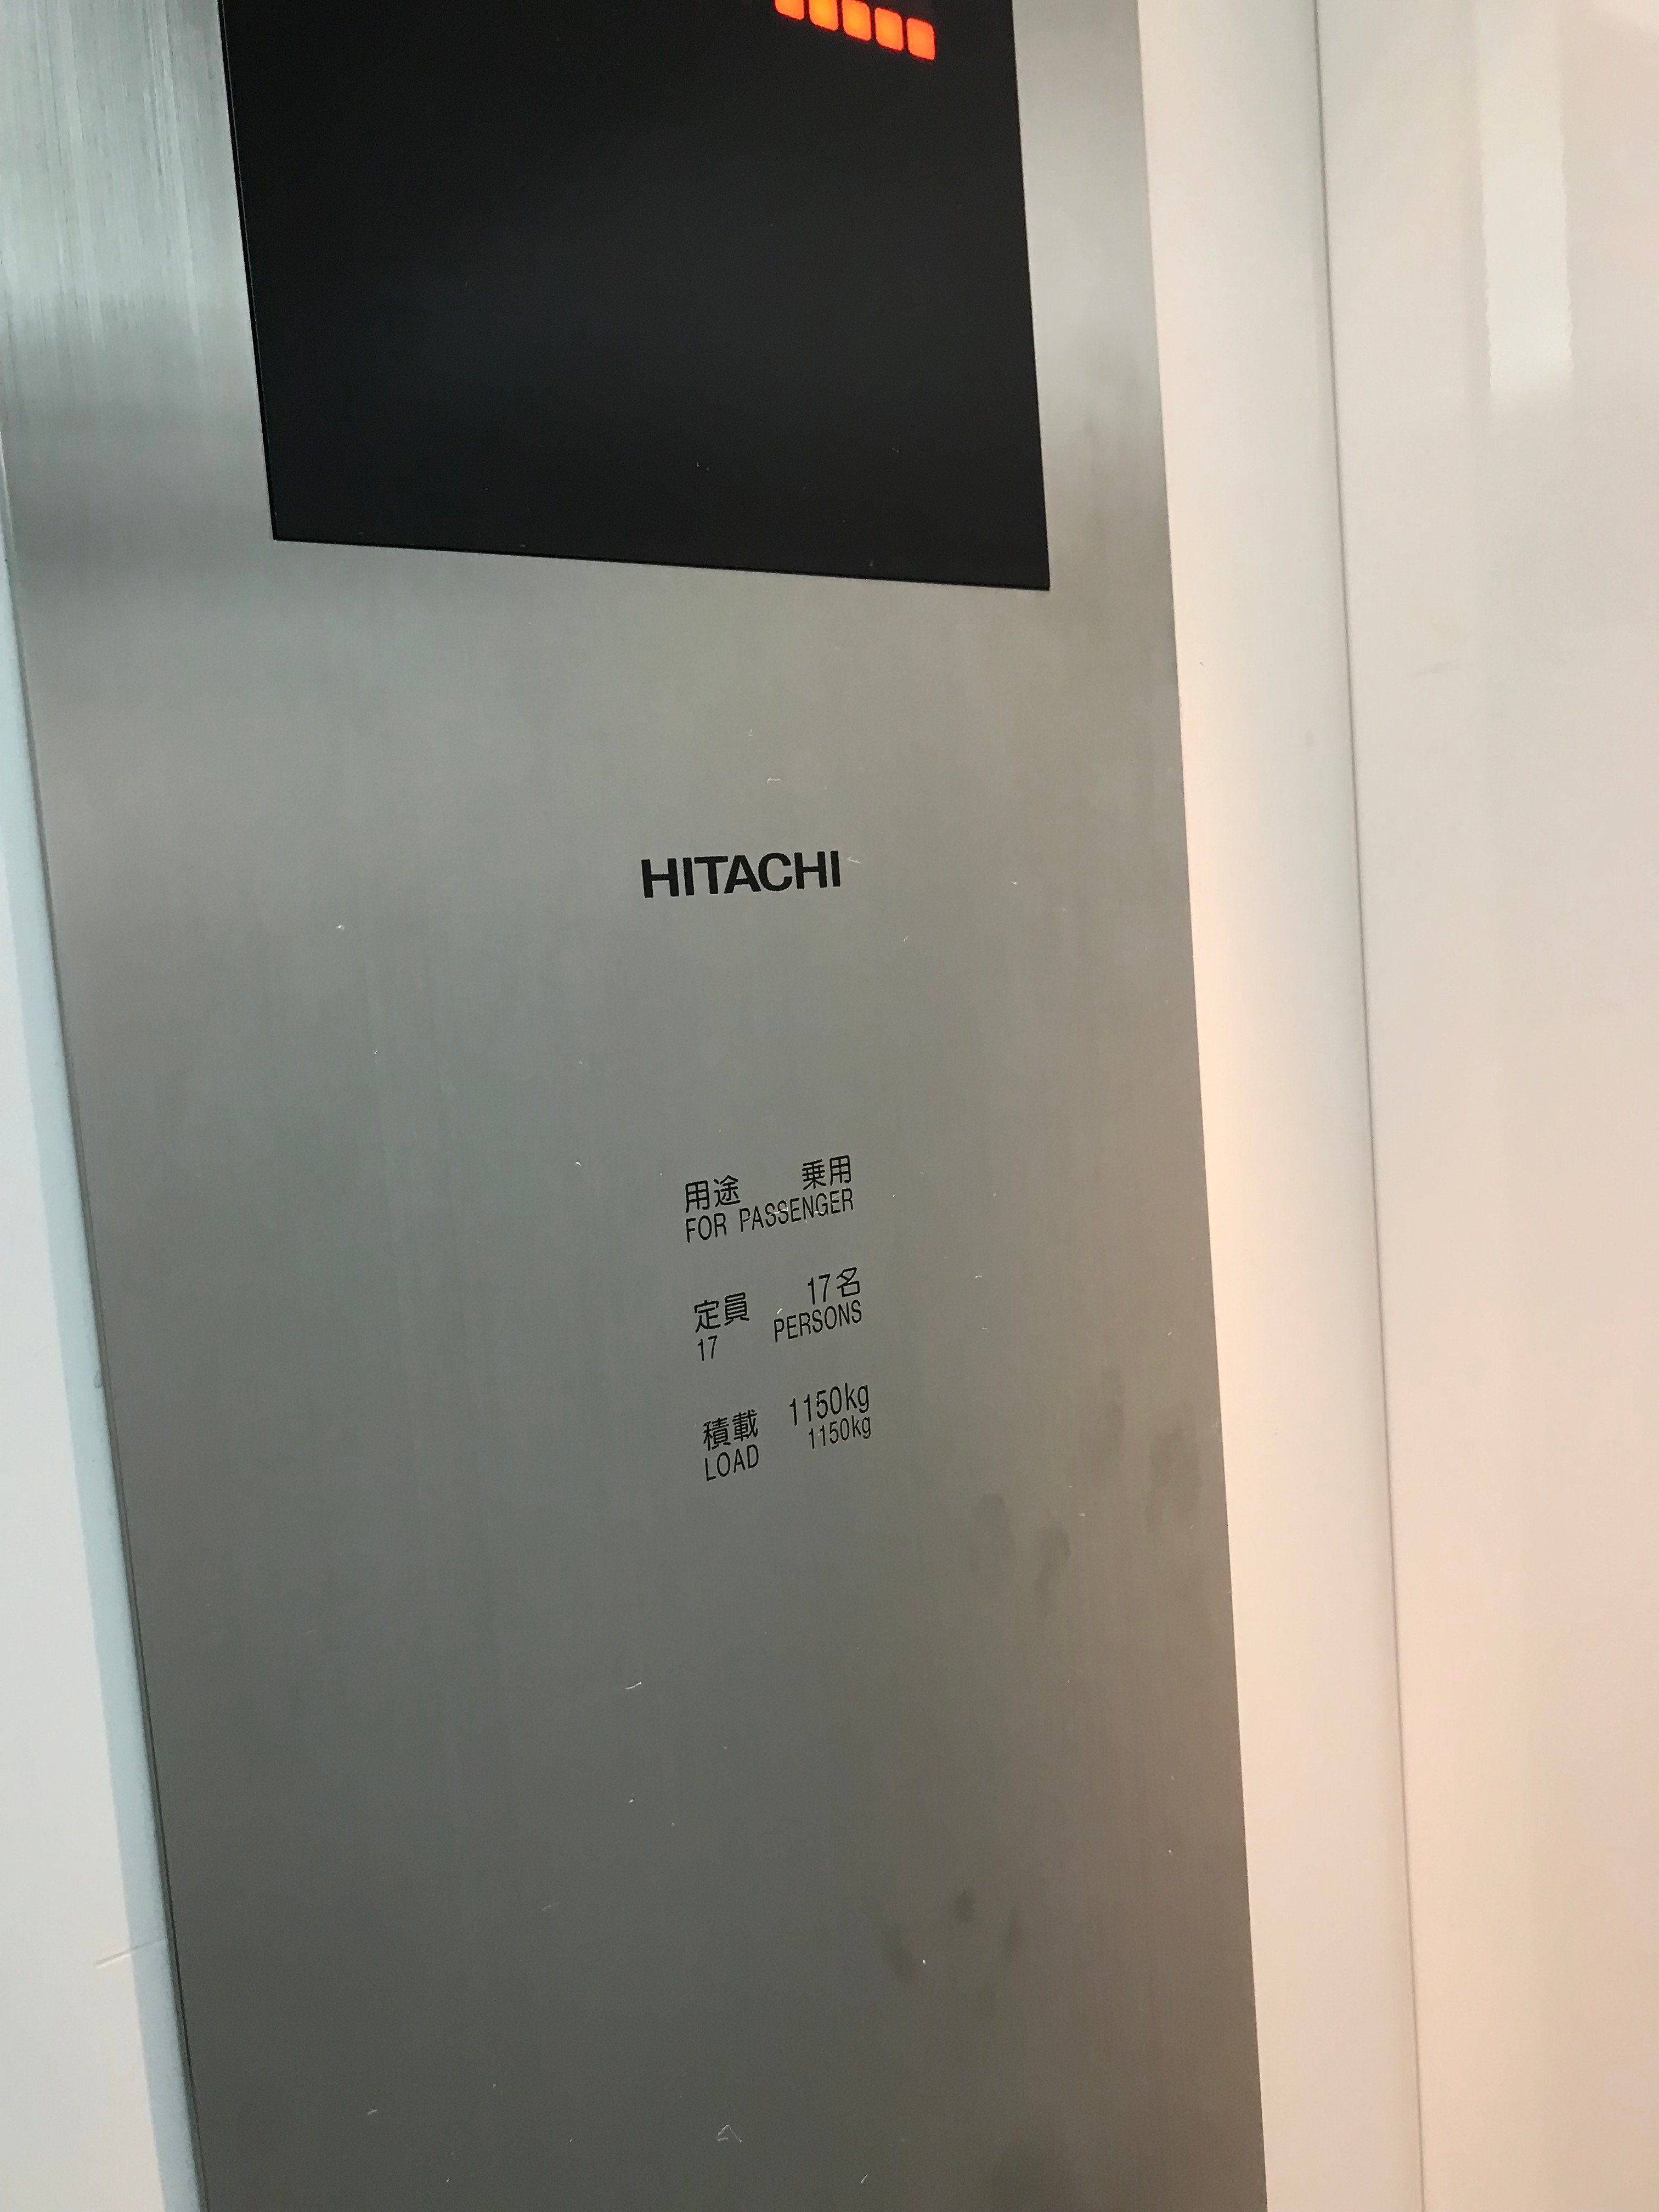 HITACHI
用途 乗用
FOR PASSENGER
定員 17名
17 PERSONS
積載 1150kg
LOAD 1150kg